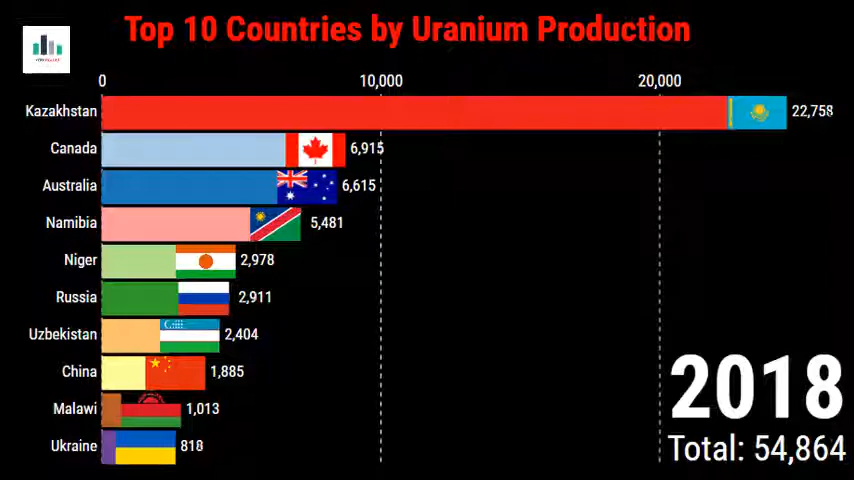 Top 10 Countries by Uranium Production
0 10,000 20,000
Kazakhstan 22,758
Canada 6,915
Australia 6,615
Namibia 5,481
Niger 2,978
Russia 2,911
Uzbekistan 2,404
China 1,885
Malawi 1,013
Ukraine 818
2018
Total: 54,864